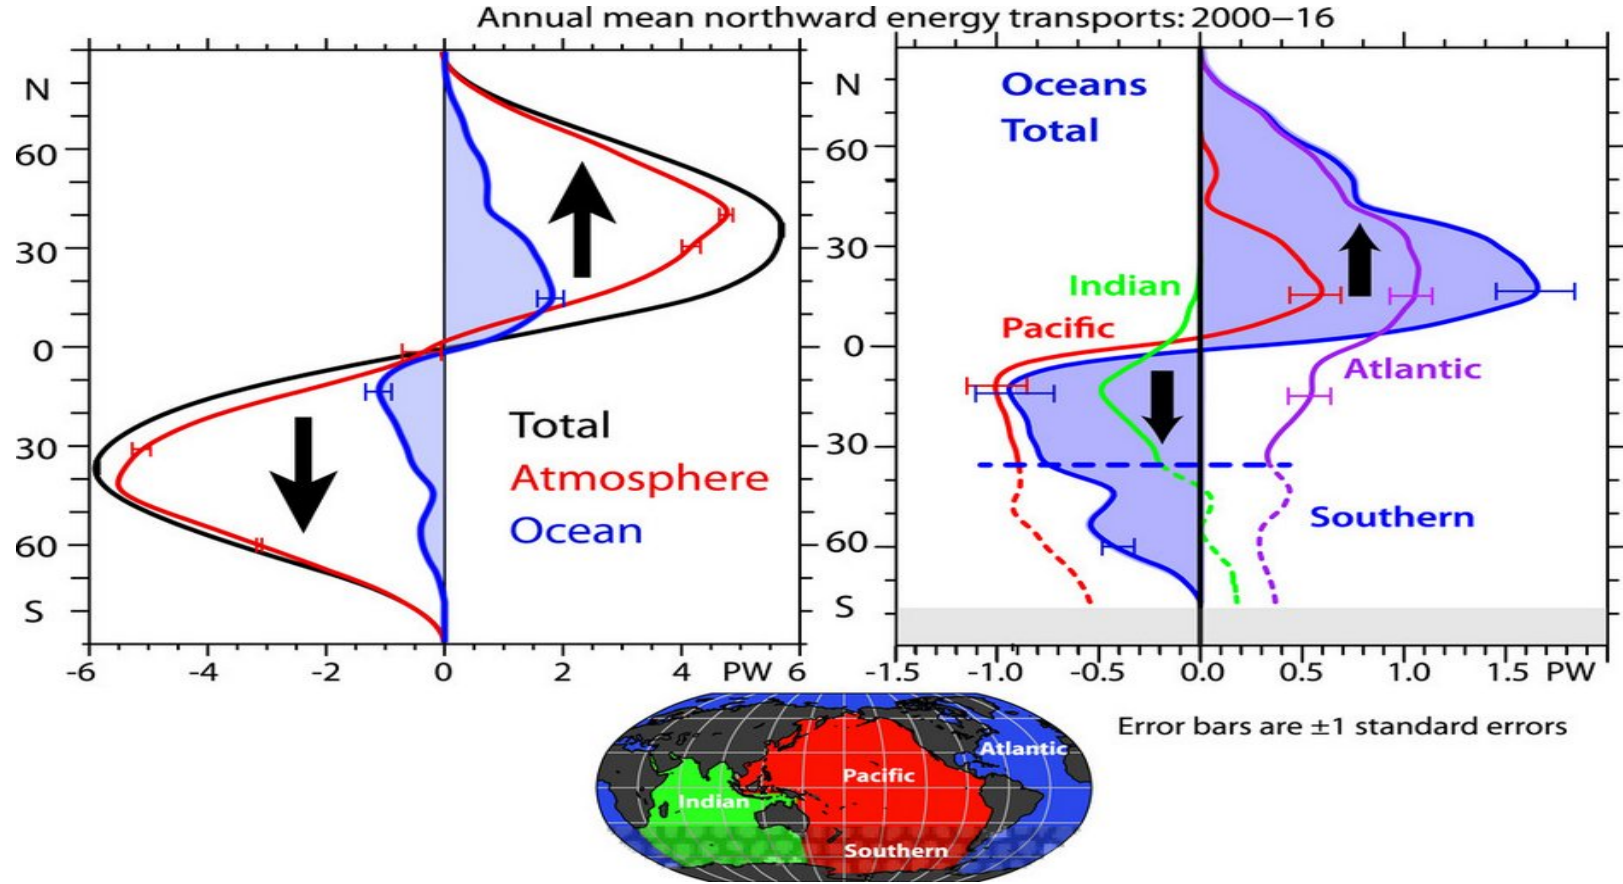 Annual mean northward energy transports: 2000–16
N
60
30
0
30
60
S
Total
Atmosphere
Ocean
-6
-4
-2
0
2
4
PW
6
N
60
30
0
30
60
S
Oceans
Total
Indian
Pacific
Atlantic
Southern
-1.5
-1.0
-0.5
0.0
0.5
1.0
1.5
PW
Error bars are ±1 standard errors
Atlantic
Pacific
Indian
Southern